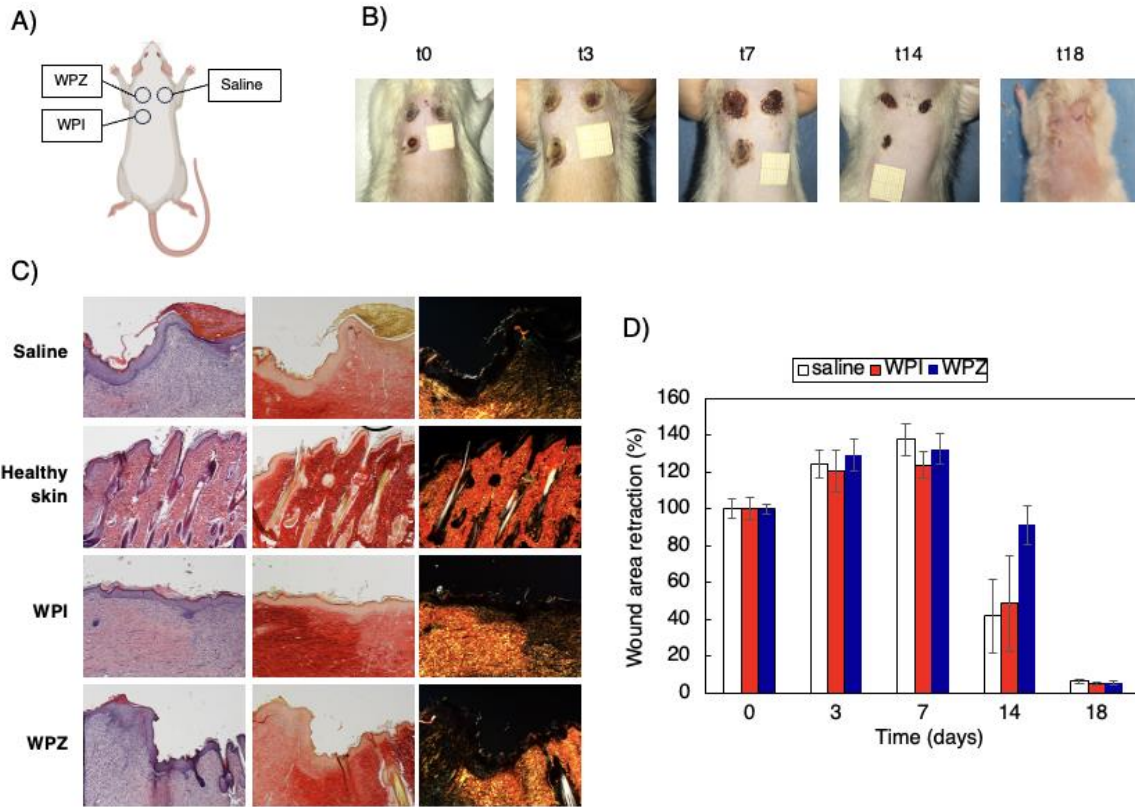 A)
WPZ
Saline
WPI
B)
t0
t3
t7
t14
t18
C)
Saline
Healthy
skin
WPI
WPZ
D)
saline WPI WPZ
Wound area retraction (%)
160
140
120
100
80
60
40
20
0
0 3 7 14 18
Time (days)